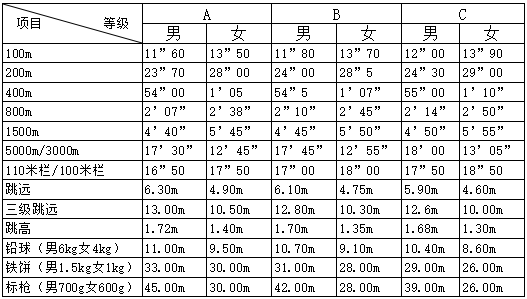 项目 等级 A B C
男 女 男 女 男 女
100m 11”60 13”50 11”80 13”70 12”00 13”90
200m 23”70 28”00 24”00 28”5 24”30 29”00
400m 54”00 1’05 54”5 1’07” 55”00 1’10”
800m 2’07” 2’38” 2”10” 2’45” 2’14” 2’50”
1500m 4’40” 5’45” 4’45” 5’50” 4’50” 5’55”
5000m/3000m 17’30” 12’45” 17’45” 12’55” 18’00 13’05”
110米栏/100米栏 16”50 17”50 17”00 18”00 17”50 18”50
跳远 6.30m 4.90m 6.10m 4.75m 5.90m 4.60m
三级跳远 13.00m 10.50m 12.80m 10.30m 12.6m 10.00m
跳高 1.72m 1.40m 1.70m 1.35m 1.68m 1.30m
铅球（男6kg女4kg） 11.00m 9.50m 10.70m 9.10m 10.40m 8.60m
铁饼（男1.5kg女1kg） 33.00m 30.00m 31.00m 28.00m 29.00m 26.00m
标枪（男700g女600g） 45.00m 30.00m 42.00m 28.00m 39.00m 26.00m